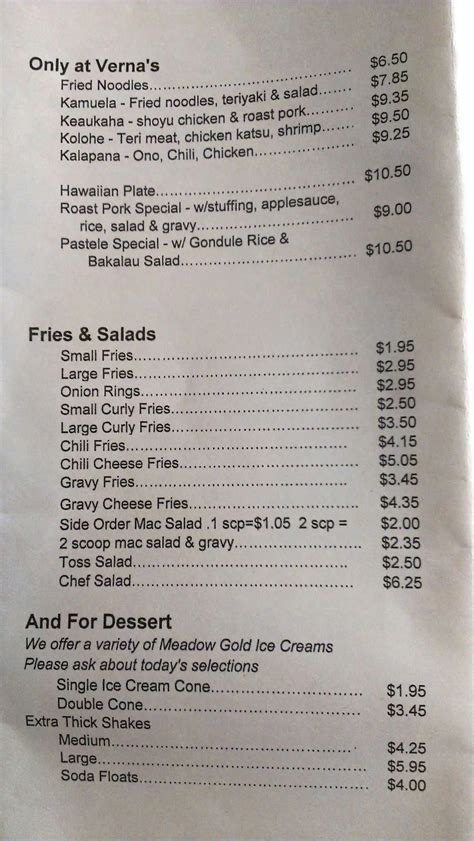 Only at Verna's
Fried Noodles.......................................................... $6.50
Kamuela - Fried noodles, teriyaki & salad....... $7.85
Keaukaha - shoyu chicken & roast pork........... $9.35
Kolohe - Teri meat, chicken katsu, shrimp........ $9.50
Kalapana - Ono, Chili, Chicken......................... $9.25
Hawaiian Plate.................................................. $10.50
Roast Pork Special - w/stuffing, applesauce,
rice, salad & gravy....................................... $9.00
Pastele Special - w/ Gondule Rice &
Bakalau Salad............................................. $10.50
Fries & Salads
Small Fries........................................................ $1.95
Large Fries........................................................ $2.95
Onion Rings...................................................... $2.95
Small Curly Fries............................................... $2.50
Large Curly Fries............................................... $3.50
Chili Fries.......................................................... $4.15
Chili Cheese Fries............................................. $5.05
Gravy Fries........................................................ $3.45
Gravy Cheese Fries........................................... $4.35
Side Order Mac Salad .1 scp=$1.05 2 scp = $2.00
2 scoop mac salad & gravy................................ $2.35
Toss Salad......................................................... $2.50
Chef Salad......................................................... $6.25
And For Dessert
We offer a variety of Meadow Gold Ice Creams
Please ask about today's selections
Single Ice Cream Cone...................................... $1.95
Double Cone...................................................... $3.45
Extra Thick Shakes
Medium.............................................................. $4.25
Large.................................................................. $5.95
Soda Floats........................................................ $4.00